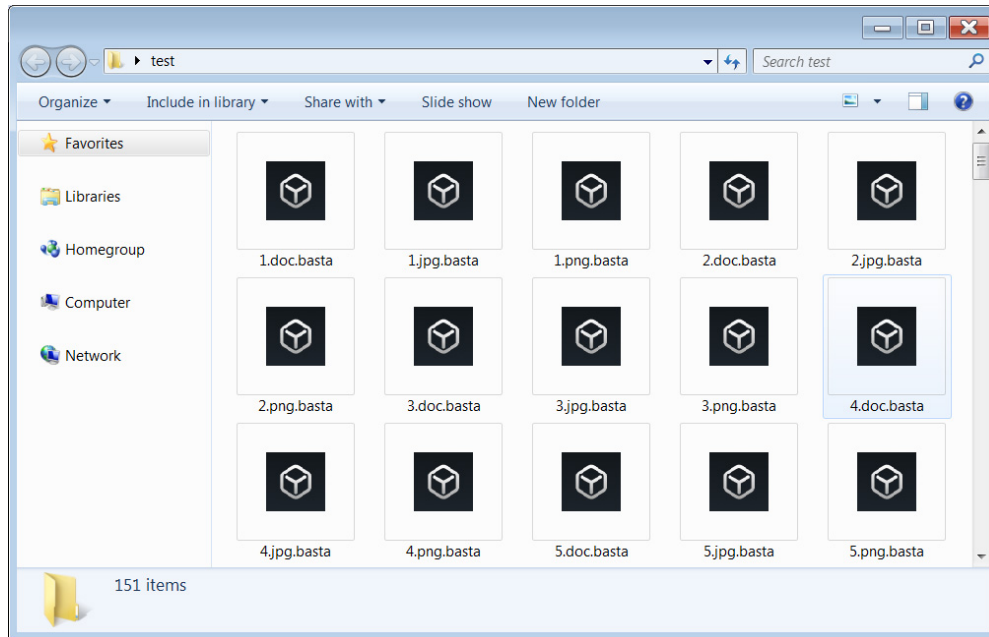 test
Search test
Organize Include in library Share with Slide show New folder
Favorites
Libraries
Homegroup
Computer
Network
1.doc.basta 1.jpg.basta 1.png.basta 2.doc.basta 2.jpg.basta
2.png.basta 3.doc.basta 3.jpg.basta 3.png.basta 4.doc.basta
4.jpg.basta 4.png.basta 5.doc.basta 5.jpg.basta 5.png.basta
151 items